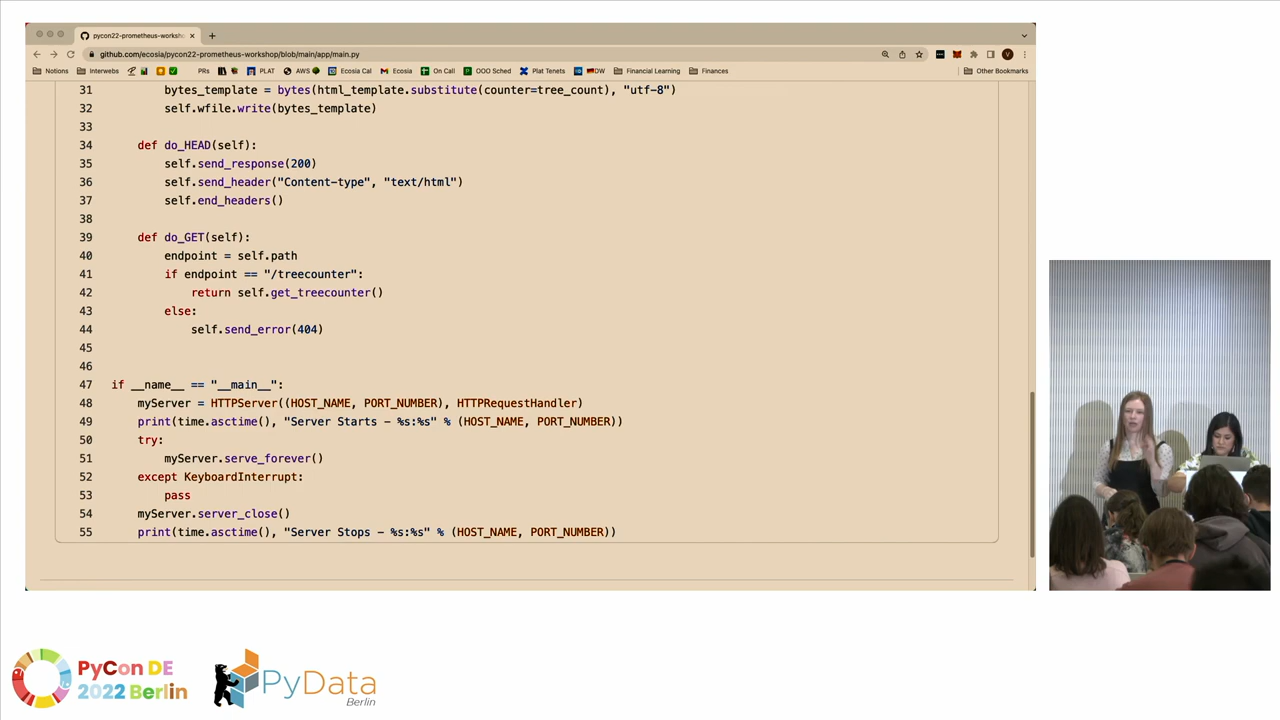 pycon22-prometheus-worksho
github.com/ecosia/pycon22-prometheus-workshop/blob/main/app/main.py
V
Notions Interwebs PRs PLAT AWS Ecosia Cal Ecosia On Call OOO Sched Plat Tenets DW Financial Learning Finances Other Bookmarks
31 bytes_template = bytes(html_template.substitute(counter=tree_count), "utf-8")
32 self.wfile.write(bytes_template)
33
34 def do_HEAD(self):
35 self.send_response(200)
36 self.send_header("Content-type", "text/html")
37 self.end_headers()
38
39 def do_GET(self):
40 endpoint = self.path
41 if endpoint == "/treecounter":
42 return self.get_treecounter()
43 else:
44 self.send_error(404)
45
46
47 if __name__ == "__main__":
48 myServer = HTTPServer((HOST_NAME, PORT_NUMBER), HTTPRequestHandler)
49 print(time.asctime(), "Server Starts - %s:%s" % (HOST_NAME, PORT_NUMBER))
50 try:
51 myServer.serve_forever()
52 except KeyboardInterrupt:
53 pass
54 myServer.server_close()
55 print(time.asctime(), "Server Stops - %s:%s" % (HOST_NAME, PORT_NUMBER))
PyCon DE
2022 Berlin
PyData
Berlin